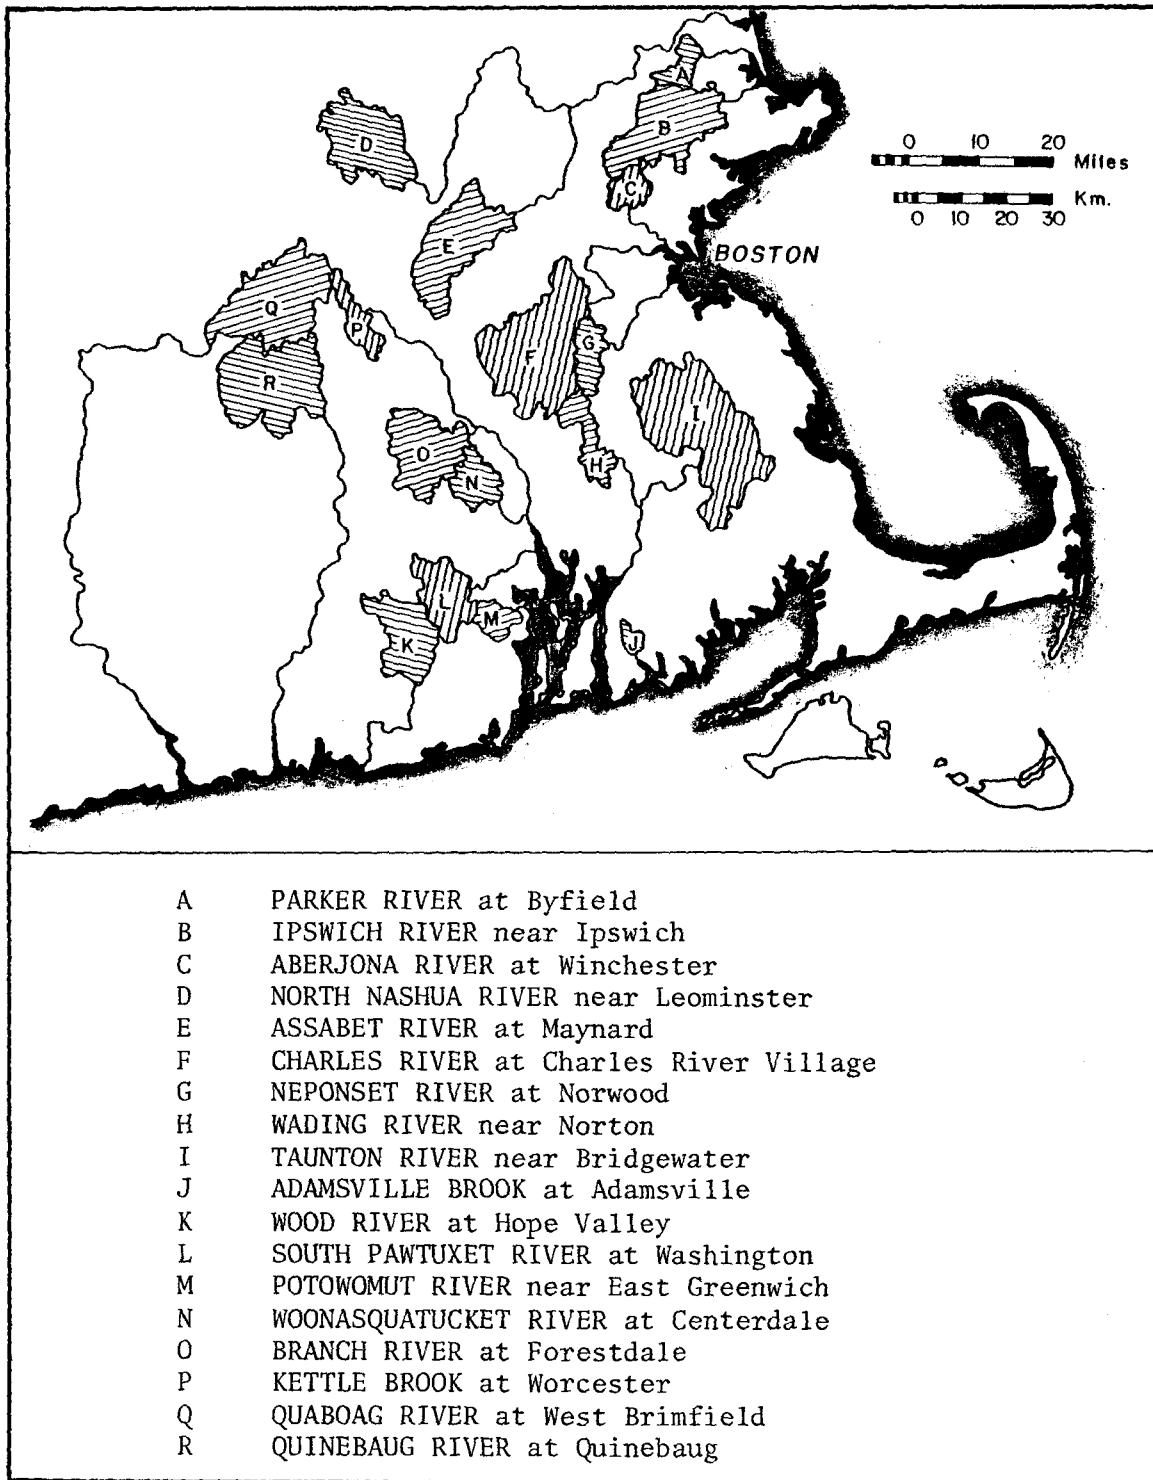 A
B
C
D
E
0 10 20
Miles
Km.
0 10 20 30
BOSTON
Q
P
R
F
G
I
O
N
H
L
M
K
J
A PARKER RIVER at Byfield
B IPSWICH RIVER near Ipswich
C ABERJONA RIVER at Winchester
D NORTH NASHUA RIVER near Leominster
E ASSABET RIVER at Maynard
F CHARLES RIVER at Charles River Village
G NEPONSET RIVER at Norwood
H WADING RIVER near Norton
I TAUNTON RIVER near Bridgewater
J ADAMSVILLE BROOK at Adamsville
K WOOD RIVER at Hope Valley
L SOUTH PAWTUXET RIVER at Washington
M POTOWOMUT RIVER near East Greenwich
N WOONASQUATUCKET RIVER at Centerdale
O BRANCH RIVER at Forestdale
P KETTLE BROOK at Worcester
Q QUABOAG RIVER at West Brimfield
R QUINEBAUG RIVER at Quinebaug